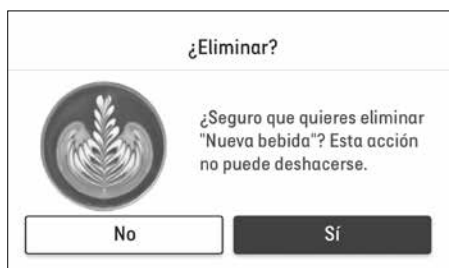 ¿Eliminar?
¿Seguro que quieres eliminar
"Nueva bebida"? Esta acción
no puede deshacerse.
No
Sí